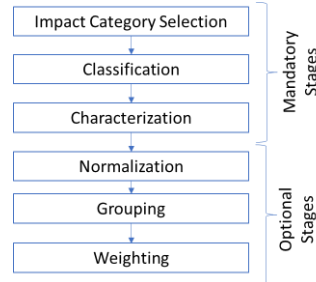 Impact Category Selection
Classification
Characterization
Mandatory
Stages
Normalization
Grouping
Weighting
Optional
Stages